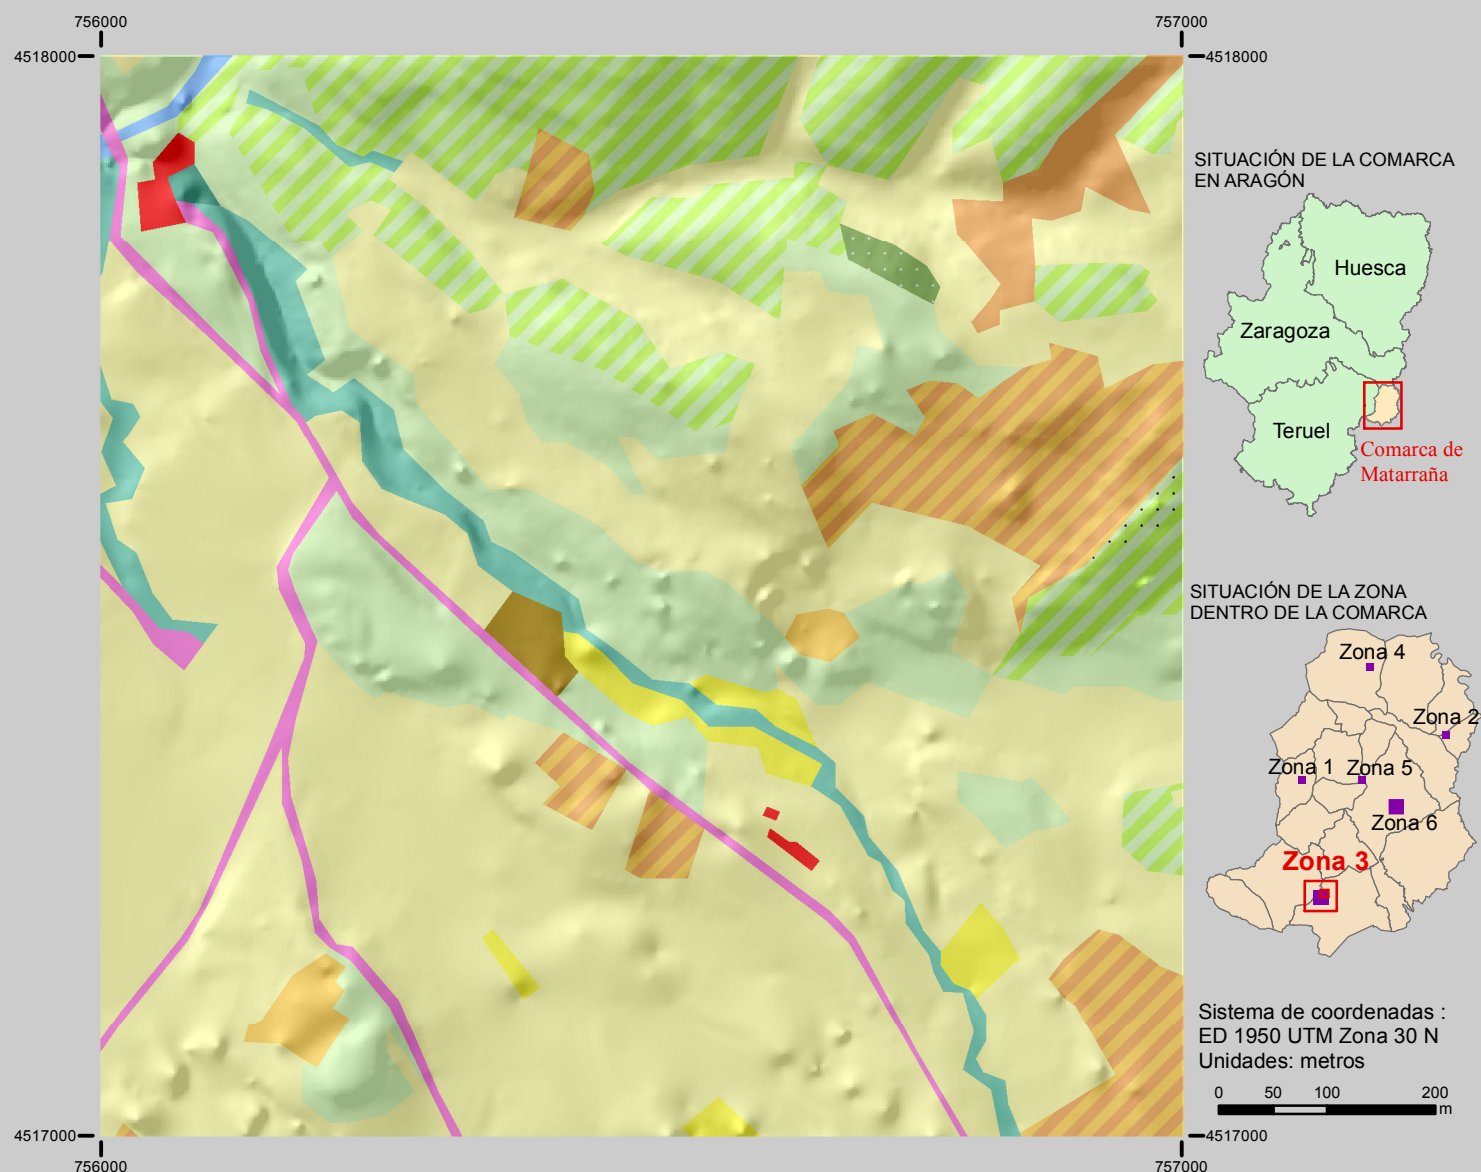 756000
757000
4518000
4518000
SITUACIÓN DE LA COMARCA
EN ARAGÓN
Huesca
Zaragoza
Teruel
Comarca de
Matarraña
SITUACIÓN DE LA ZONA
DENTRO DE LA COMARCA
Zona 4
Zona 2
Zona 1
Zona 5
Zona 6
Zona 3
Sistema de coordenadas :
ED 1950 UTM Zona 30 N
Unidades: metros
0 50 100 200
m
4517000
4517000
756000
757000